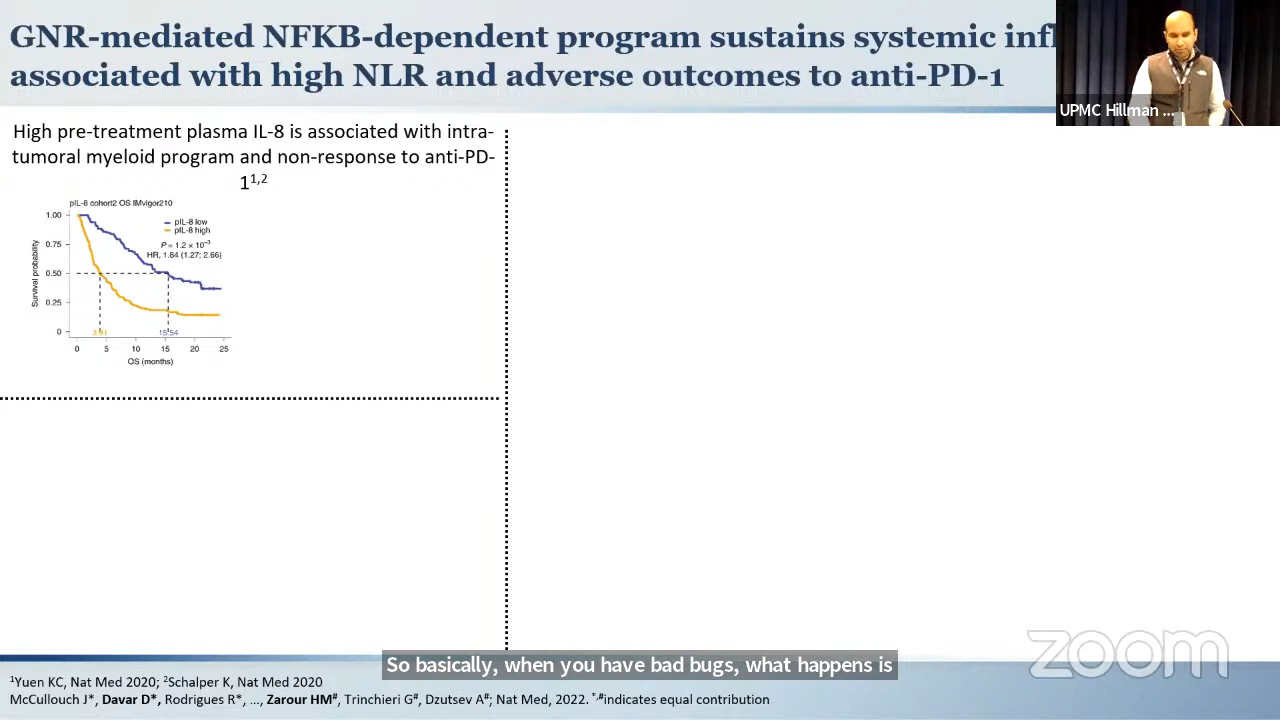 GNR-mediated NFKB-dependent program sustains systemic inf
associated with high NLR and adverse outcomes to anti-PD-1
UPMC Hillman ...
High pre-treatment plasma IL-8 is associated with intra-
tumoral myeloid program and non-response to anti-PD-
1¹,²
pIL-8 cohort2 OS IMvigor210
pIL-8 low
pIL-8 high
P = 1.2 × 10⁻³
HR, 1.84 (1.27; 2.66)
1.00
0.75
0.50
0.25
0
Survival probability
3.91
15.54
0 5 10 15 20 25
OS (months)
zoom
So basically, when you have bad bugs, what happens is
¹Yuen KC, Nat Med 2020; ²Schalper K, Nat Med 2020
McCullouch J*, Davar D*, Rodrigues R*, ..., Zarour HM#, Trinchieri G#, Dzutsev A#; Nat Med, 2022. *,#indicates equal contribution